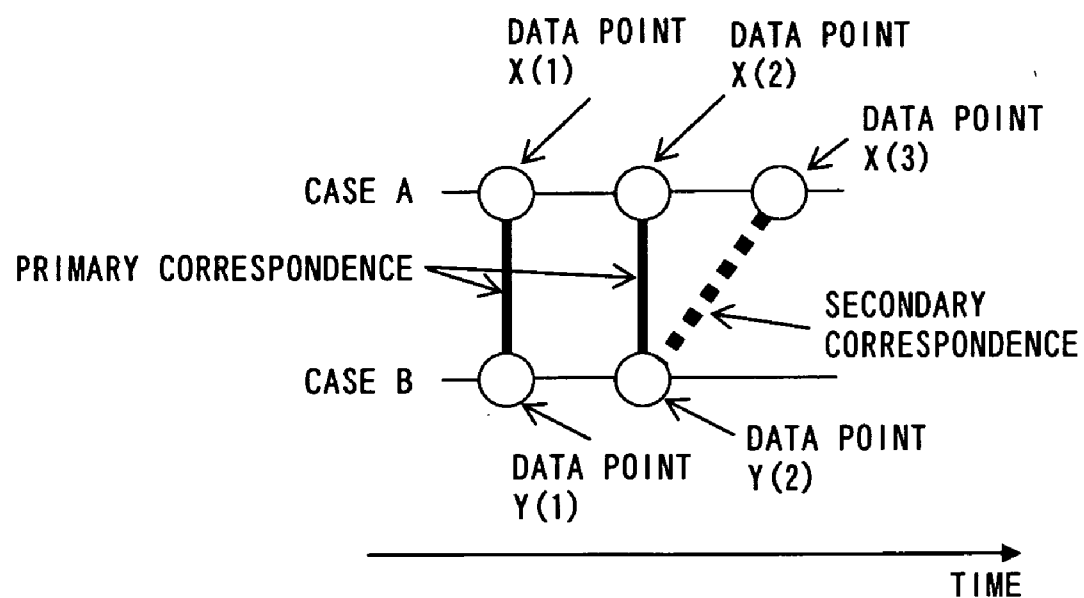 DATA POINT
X(1)
DATA POINT
X(2)
DATA POINT
X(3)
CASE A
PRIMARY CORRESPONDENCE
SECONDARY
CORRESPONDENCE
CASE B
DATA POINT
Y(1)
DATA POINT
Y(2)
TIME